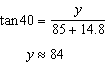 tan 40 = y / (85 + 14.8)
y ≈ 84